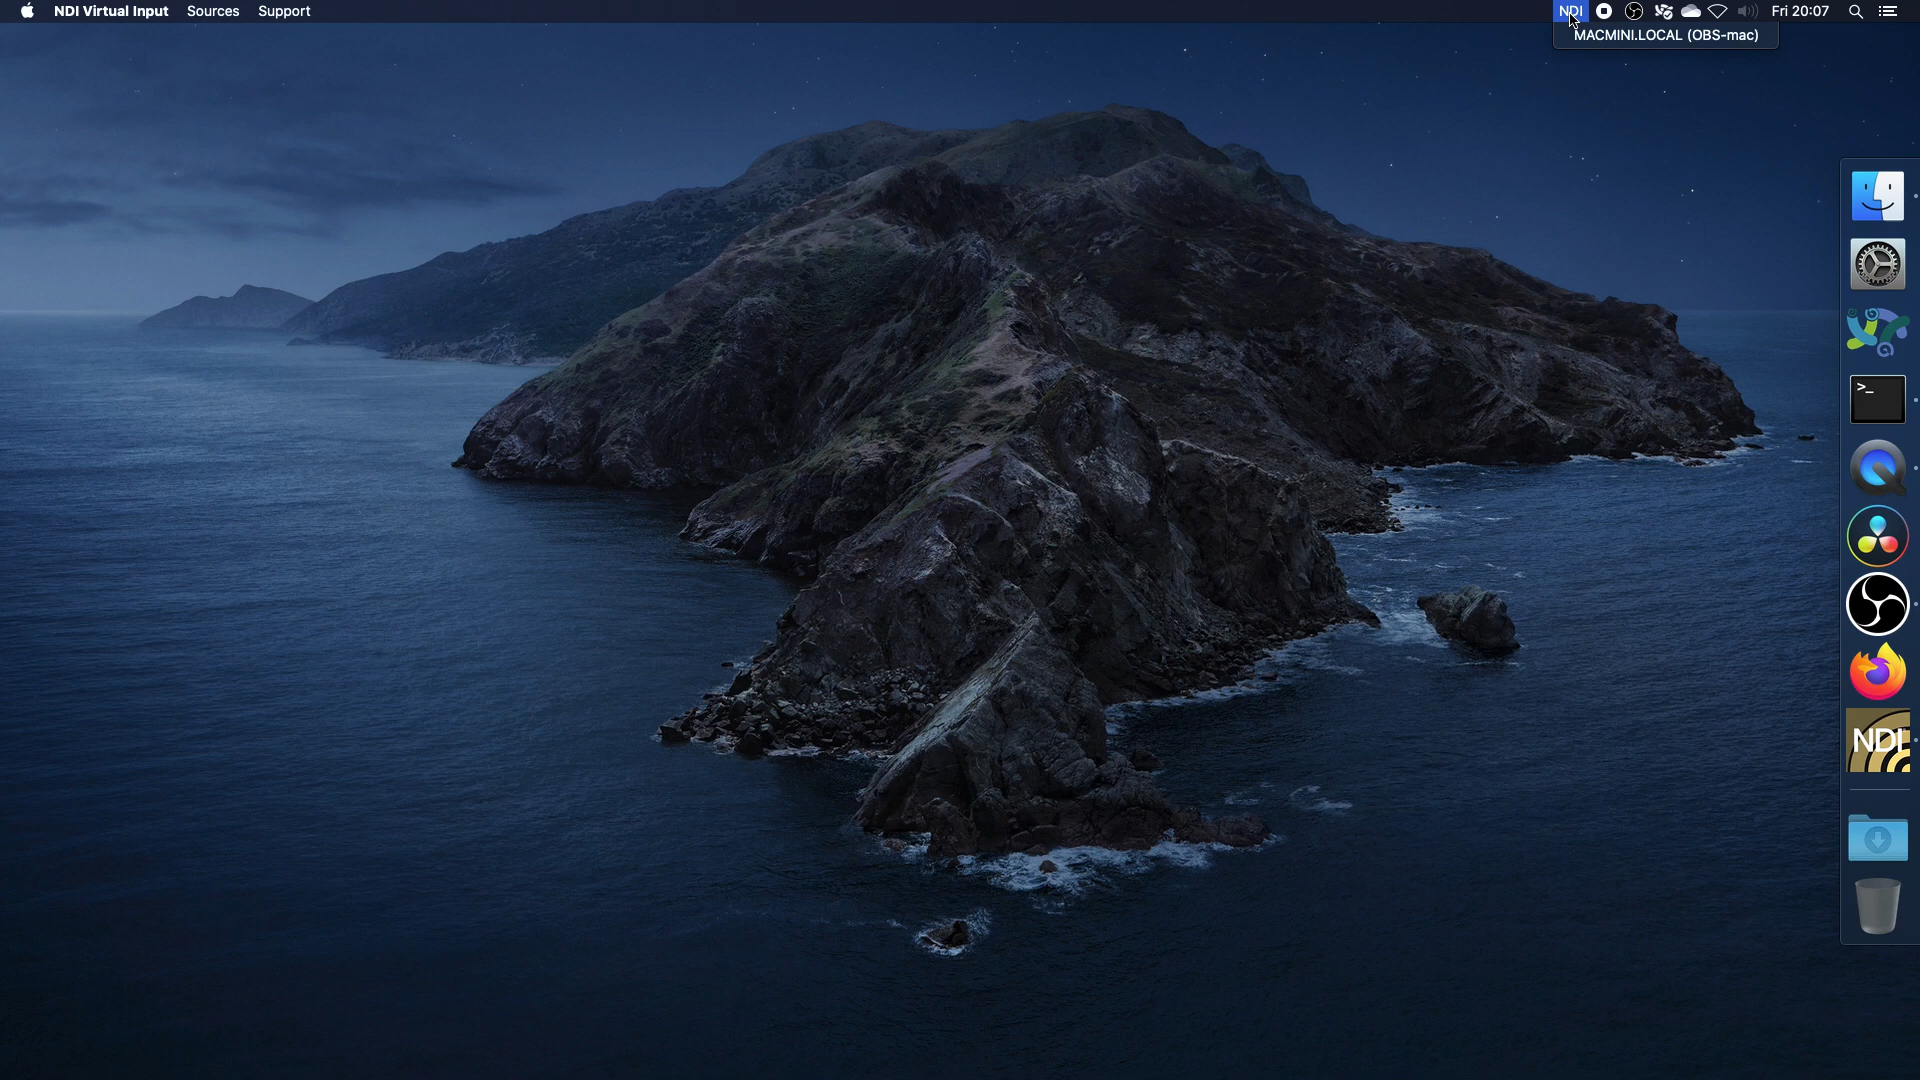 NDI Virtual Input Sources Support NDI Fri 20:07
MACMINI.LOCAL (OBS-mac)
>_
NDI